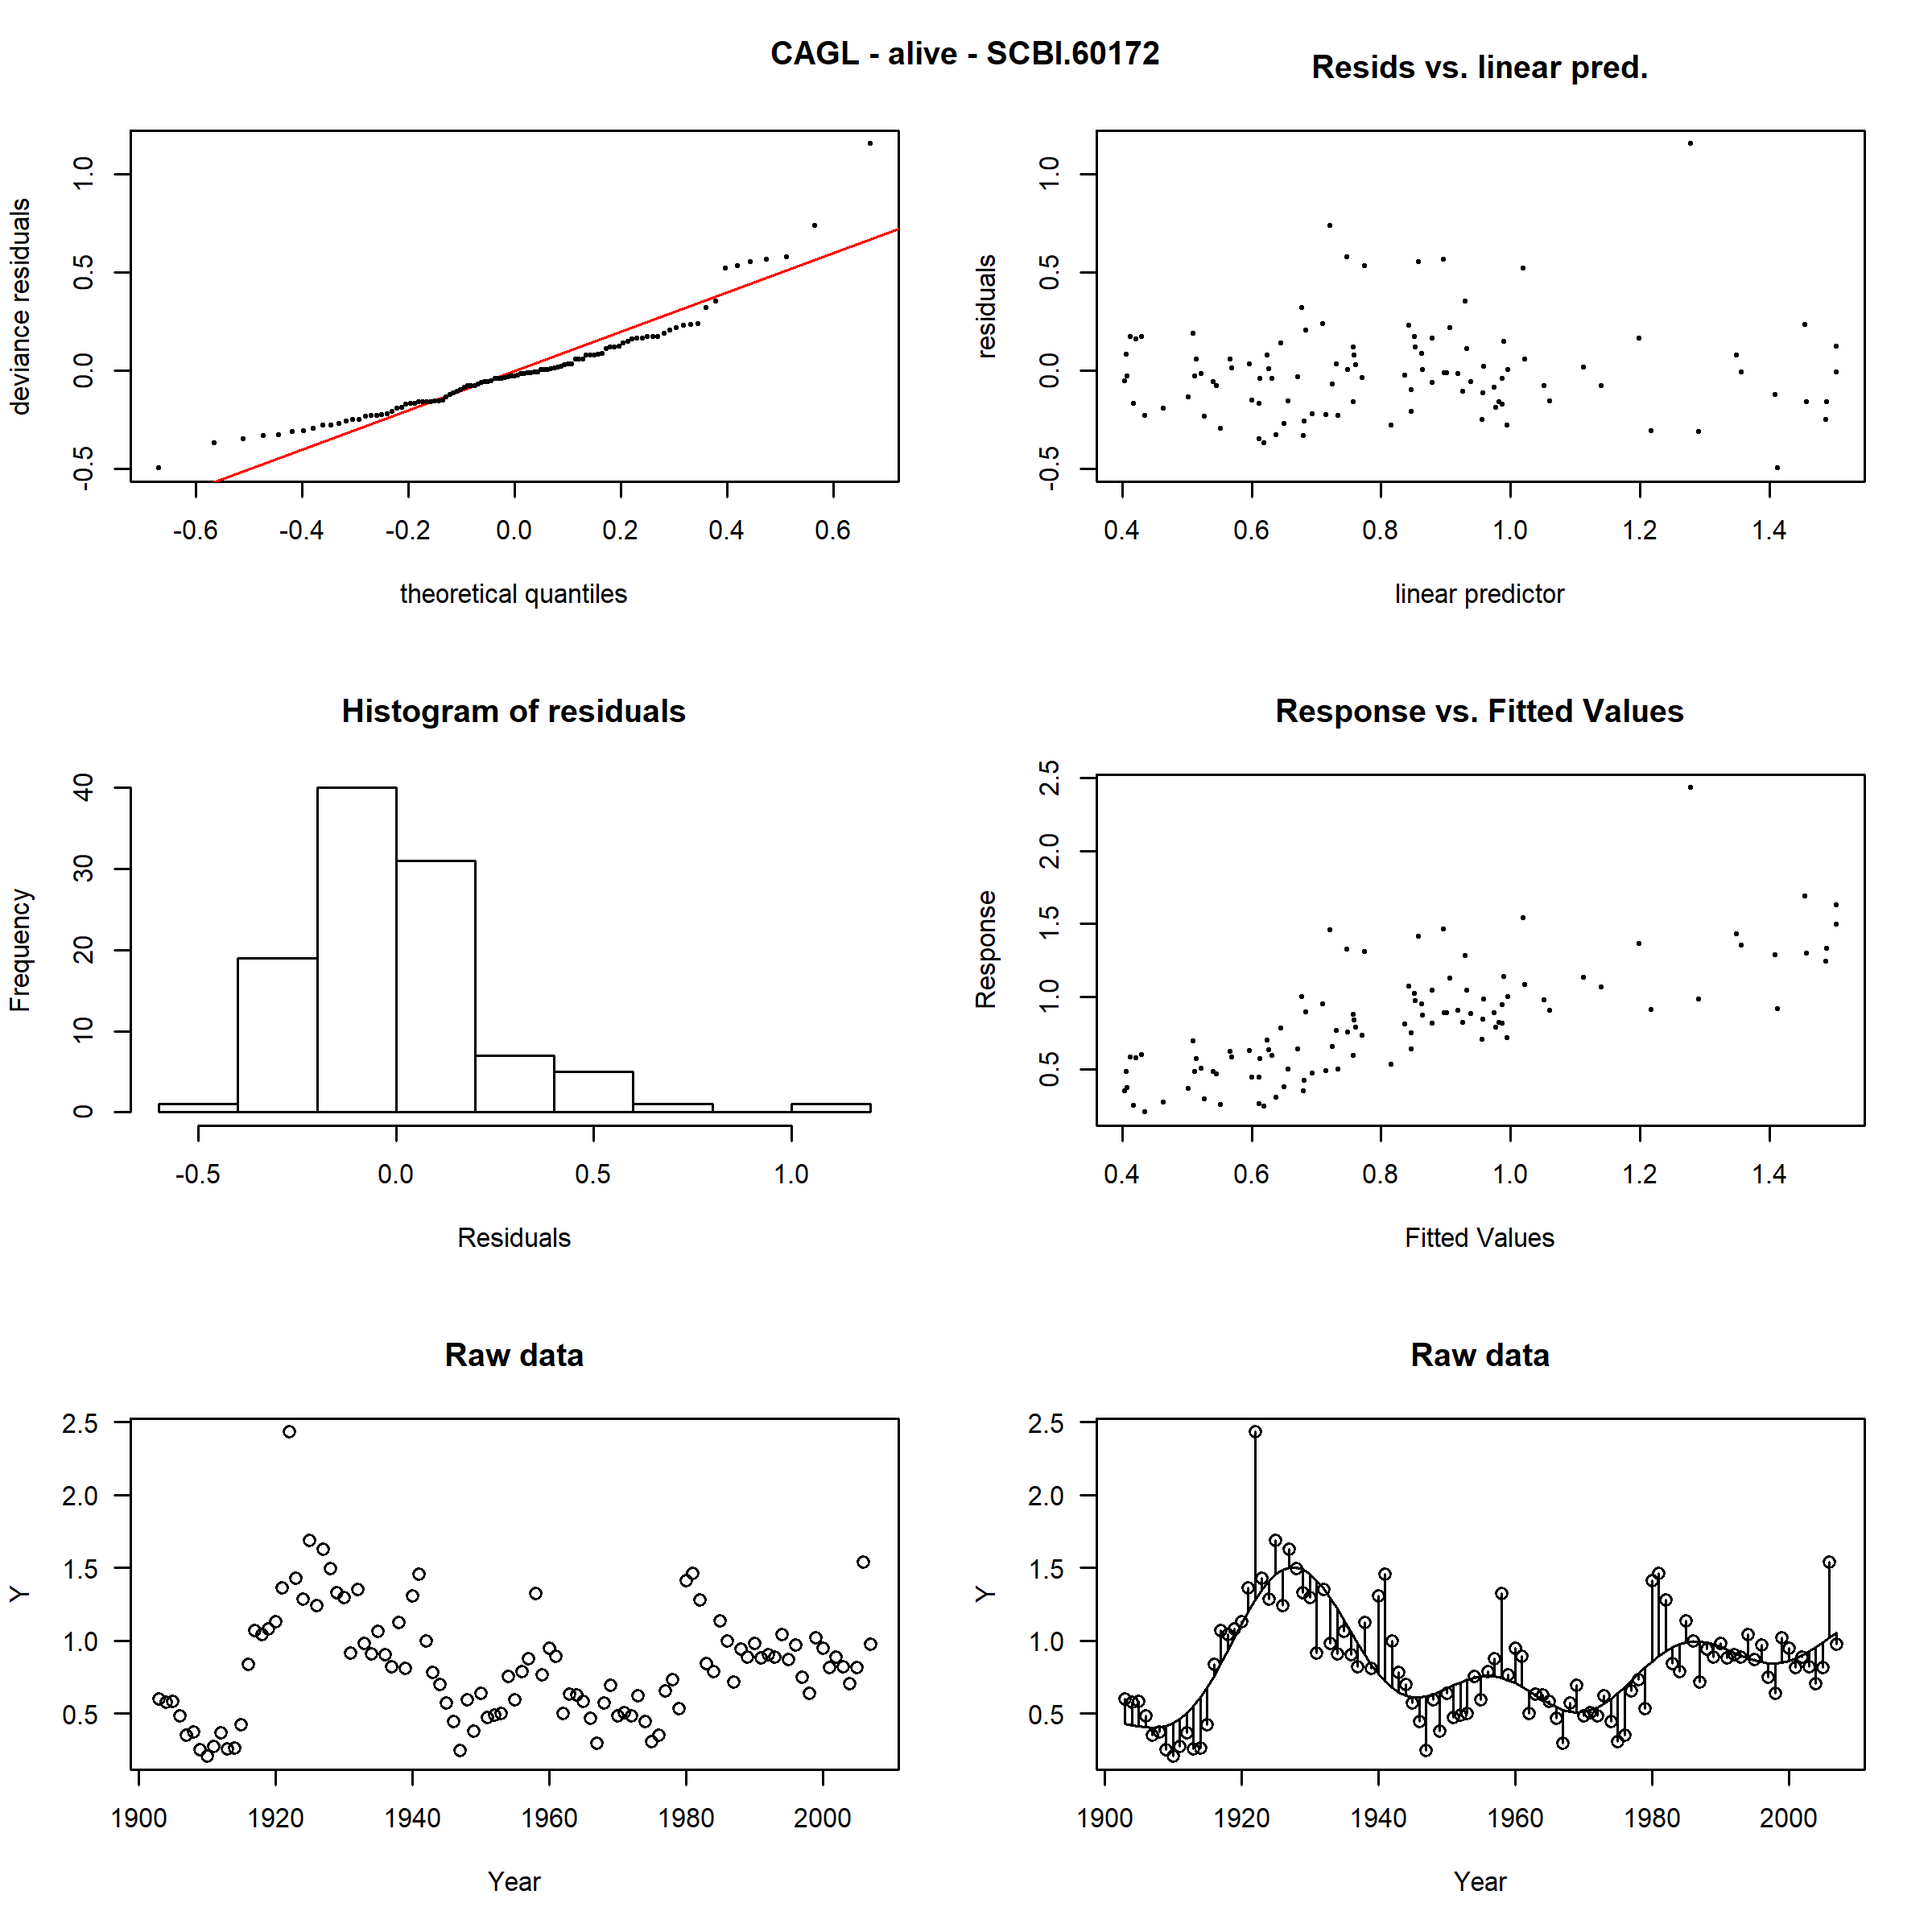 CAGL - alive - SCBI.60172
Resids vs. linear pred.
deviance residuals
-0.5 0.0 0.5 1.0
-0.6 -0.4 -0.2 0.0 0.2 0.4 0.6
theoretical quantiles
residuals
-0.5 0.0 0.5 1.0
0.4 0.6 0.8 1.0 1.2 1.4
linear predictor
Histogram of residuals
Frequency
0 10 20 30 40
-0.5 0.0 0.5 1.0
Residuals
Response vs. Fitted Values
Response
0.5 1.0 1.5 2.0 2.5
0.4 0.6 0.8 1.0 1.2 1.4
Fitted Values
Raw data
Y
0.5 1.0 1.5 2.0 2.5
1900 1920 1940 1960 1980 2000
Year
Raw data
Y
0.5 1.0 1.5 2.0 2.5
1900 1920 1940 1960 1980 2000
Year